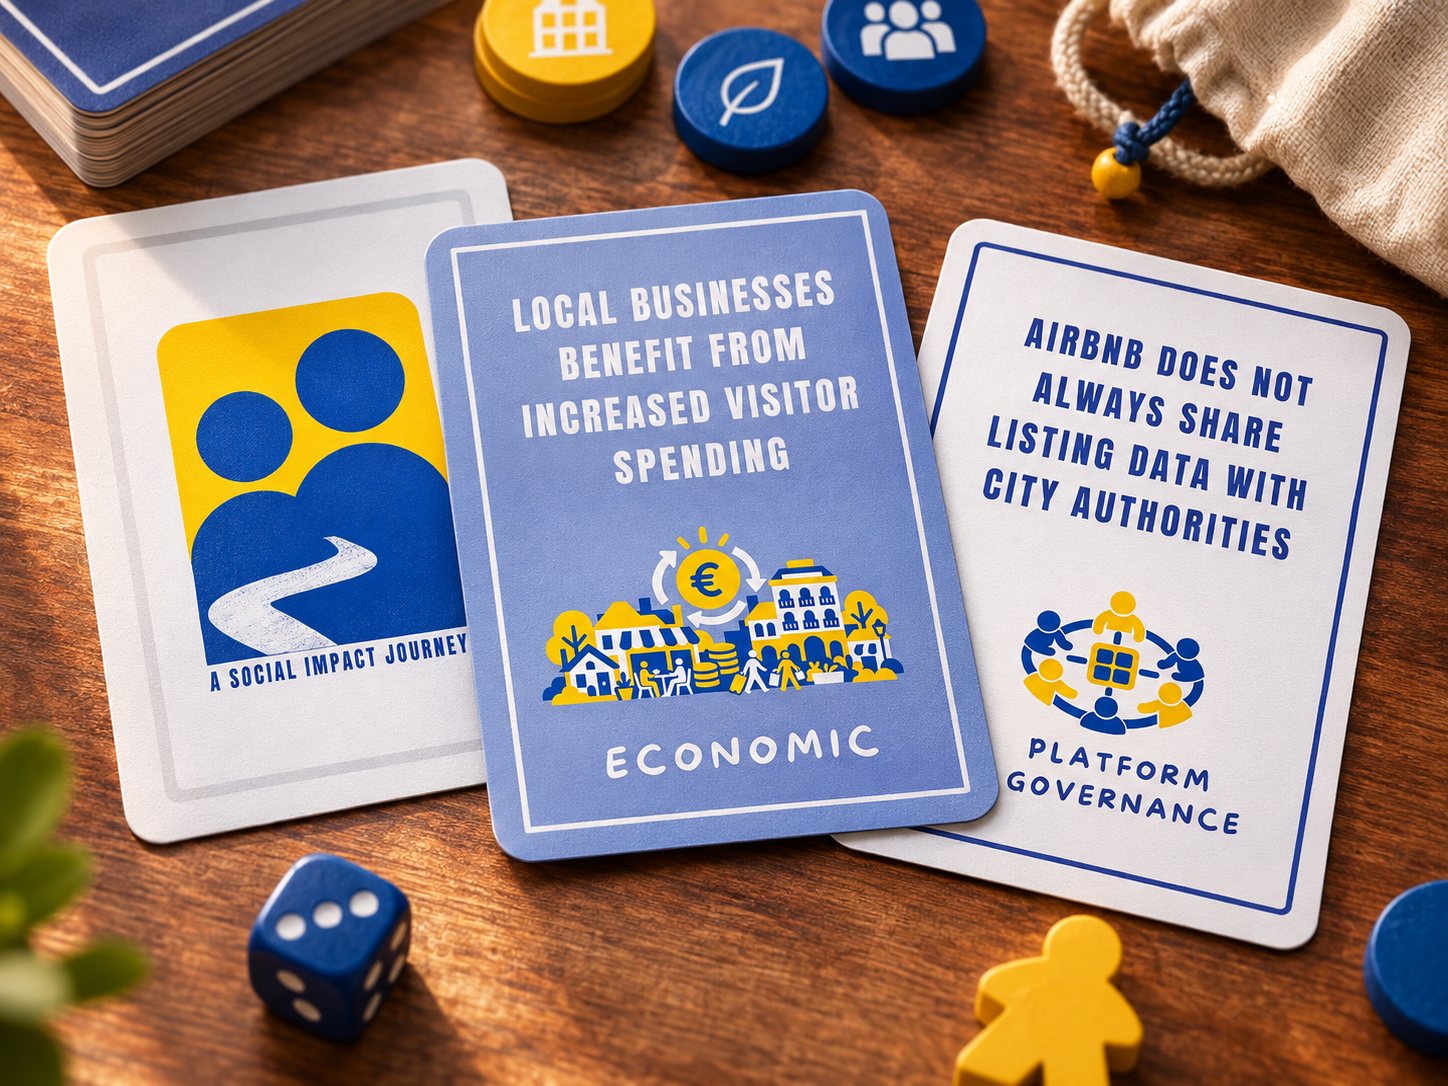 A SOCIAL IMPACT JOURNEY
LOCAL BUSINESSES
BENEFIT FROM
INCREASED VISITOR
SPENDING
€
ECONOMIC
AIRBNB DOES NOT
ALWAYS SHARE
LISTING DATA WITH
CITY AUTHORITIES
PLATFORM
GOVERNANCE